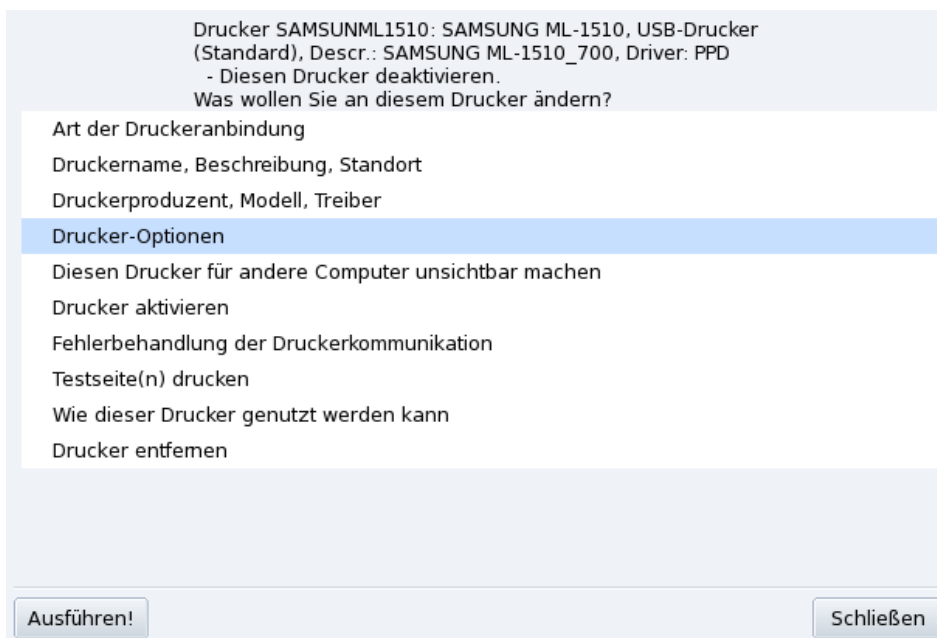 Drucker SAMSUNML1510: SAMSUNG ML-1510, USB-Drucker
(Standard), Descr.: SAMSUNG ML-1510_700, Driver: PPD
- Diesen Drucker deaktivieren.
Was wollen Sie an diesem Drucker ändern?
Art der Druckeranbindung
Druckername, Beschreibung, Standort
Druckerproduzent, Modell, Treiber
Drucker-Optionen
Diesen Drucker für andere Computer unsichtbar machen
Drucker aktivieren
Fehlerbehandlung der Druckerkommunikation
Testseite(n) drucken
Wie dieser Drucker genutzt werden kann
Drucker entfernen
Ausführen!
Schließen